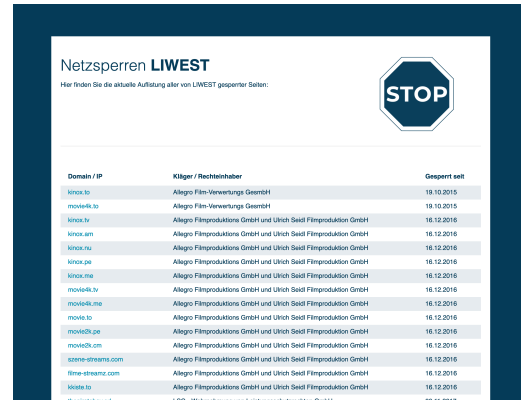 Netzsperren LIWEST
Hier finden Sie die aktuelle Auflistung aller von LIWEST gesperrter Seiten:
STOP
Domain / IP Kläger / Rechteinhaber Gesperrt seit
kinox.to Allegro Film-Verwertungs GesmbH 19.10.2015
movie4k.to Allegro Film-Verwertungs GesmbH 19.10.2015
kinox.tv Allegro Filmproduktions GmbH und Ulrich Seidl Filmproduktion GmbH 16.12.2016
kinox.am Allegro Filmproduktions GmbH und Ulrich Seidl Filmproduktion GmbH 16.12.2016
kinox.nu Allegro Filmproduktions GmbH und Ulrich Seidl Filmproduktion GmbH 16.12.2016
kinox.pe Allegro Filmproduktions GmbH und Ulrich Seidl Filmproduktion GmbH 16.12.2016
kinox.me Allegro Filmproduktions GmbH und Ulrich Seidl Filmproduktion GmbH 16.12.2016
movie4k.tv Allegro Filmproduktions GmbH und Ulrich Seidl Filmproduktion GmbH 16.12.2016
movie4k.me Allegro Filmproduktions GmbH und Ulrich Seidl Filmproduktion GmbH 16.12.2016
movie.to Allegro Filmproduktions GmbH und Ulrich Seidl Filmproduktion GmbH 16.12.2016
movie2k.pe Allegro Filmproduktions GmbH und Ulrich Seidl Filmproduktion GmbH 16.12.2016
movie2k.cm Allegro Filmproduktions GmbH und Ulrich Seidl Filmproduktion GmbH 16.12.2016
szene-streams.com Allegro Filmproduktions GmbH und Ulrich Seidl Filmproduktion GmbH 16.12.2016
filme-streamz.com Allegro Filmproduktions GmbH und Ulrich Seidl Filmproduktion GmbH 16.12.2016
kkiste.to Allegro Filmproduktions GmbH und Ulrich Seidl Filmproduktion GmbH 16.12.2016